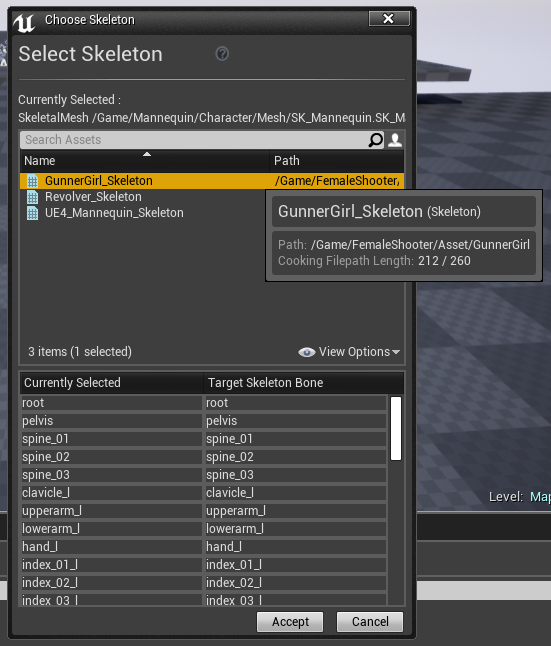 Choose Skeleton
Select Skeleton
Currently Selected :
SkeletalMesh /Game/Mannequin/Character/Mesh/SK_Mannequin.SK_M
Search Assets
Name Path
GunnerGirl_Skeleton /Game/FemaleShooter/
Revolver_Skeleton
UE4_Mannequin_Skeleton
GunnerGirl_Skeleton (Skeleton)
Path: /Game/FemaleShooter/Asset/GunnerGirl
Cooking Filepath Length: 212 / 260
3 items (1 selected) View Options
Currently Selected Target Skeleton Bone
root root
pelvis pelvis
spine_01 spine_01
spine_02 spine_02
spine_03 spine_03
clavicle_l clavicle_l
upperarm_l upperarm_l
lowerarm_l lowerarm_l
hand_l hand_l
index_01_l index_01_l
index_02_l index_02_l
index_03_l index_03_l
Level: Map
Accept Cancel